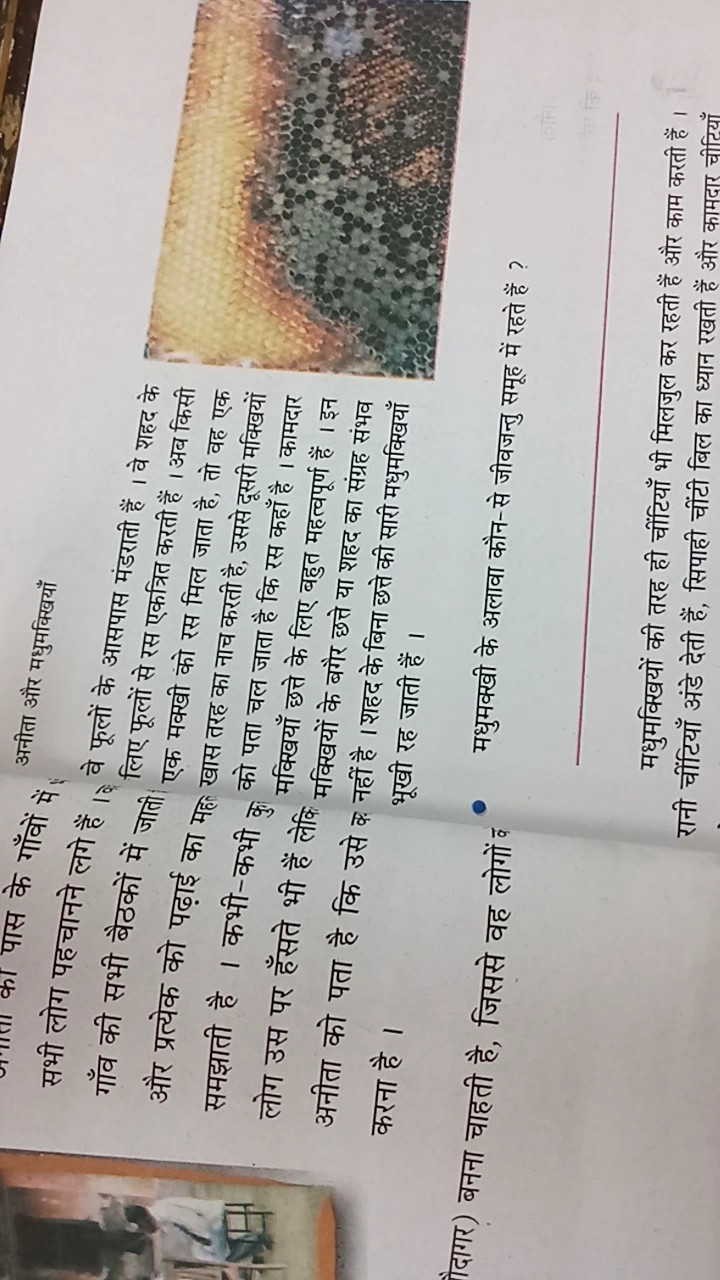 की पास के गाँवों में
सभी लोग पहचानने लगे हैं ।
गाँव की सभी बैठकों में जाती
और प्रत्येक को पढ़ाई का
समझाती है । कभी-कभी
लोग उस पर हँसते भी हैं
अनीता को पता है कि उसे
करना है ।
बनना चाहती है, जिससे वह लोगों
अनीता और मधुमक्खियाँ
वे फूलों के आसपास मंडराती हैं । वे शहद के
लिए फूलों से रस एकत्रित करती हैं । अब किसी
एक मक्खी को रस मिल जाता है, तो वह एक
खास तरह का नाच करती है, उससे दूसरी मक्खियों
को पता चल जाता है कि रस कहाँ है । कामदार
मक्खियाँ छत्ते के लिए बहुत महत्वपूर्ण हैं । इन
मक्खियों के बगैर छत्ते या शहद का संग्रह संभव
नहीं है । शहद के बिना छत्ते की सारी मधुमक्खियाँ
भूखी रह जाती हैं ।
● मधुमक्खी के अलावा कौन-से जीवजन्तु समूह में रहते हैं ?
मधुमक्खियों की तरह ही चींटियाँ भी मिलजुल कर रहती हैं और काम करती हैं ।
रानी चींटियाँ अंडे देती हैं, सिपाही चींटी बिल का ध्यान रखती हैं और कामदार चींटियाँ